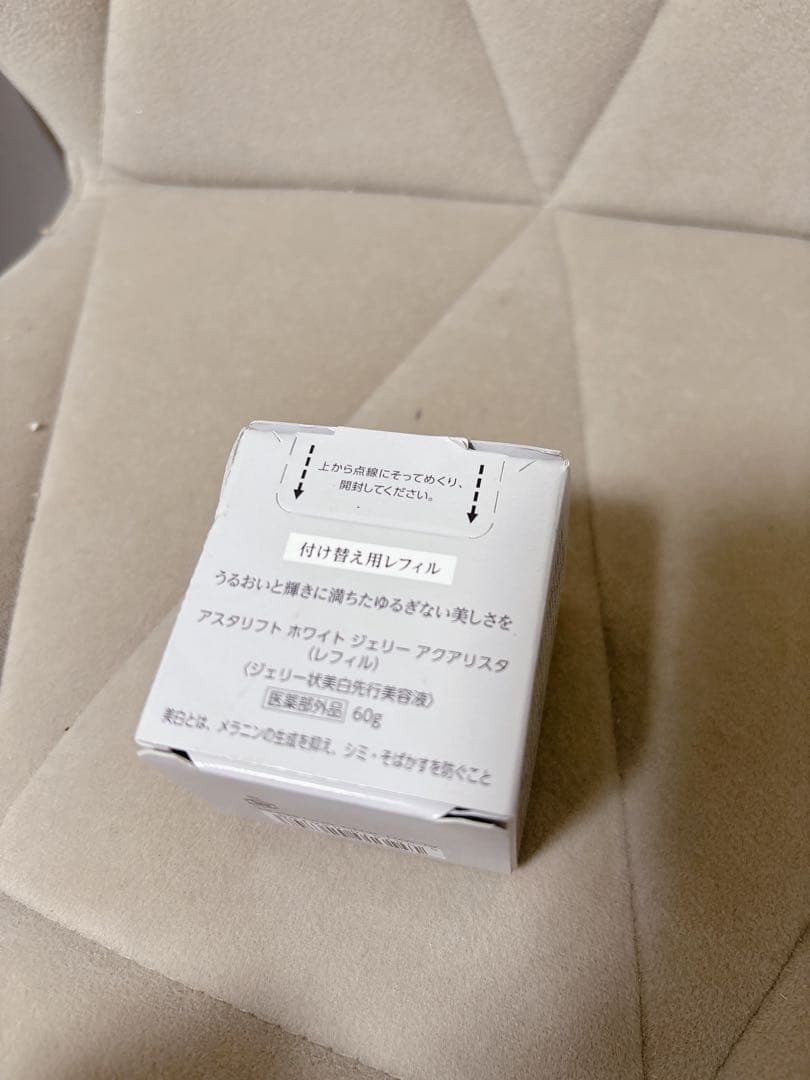 上から点線にそってめくり、
開封してください。
付け替え用レフィル
うるおいと輝きに満ちたゆるぎない美しさを
アスタリフト ホワイト ジェリー アクアリスタ
(レフィル)
〈ジェリー状美白先行美容液〉
医薬部外品 60g
美白とは、メラニンの生成を抑え、シミ・そばかすを防ぐこと